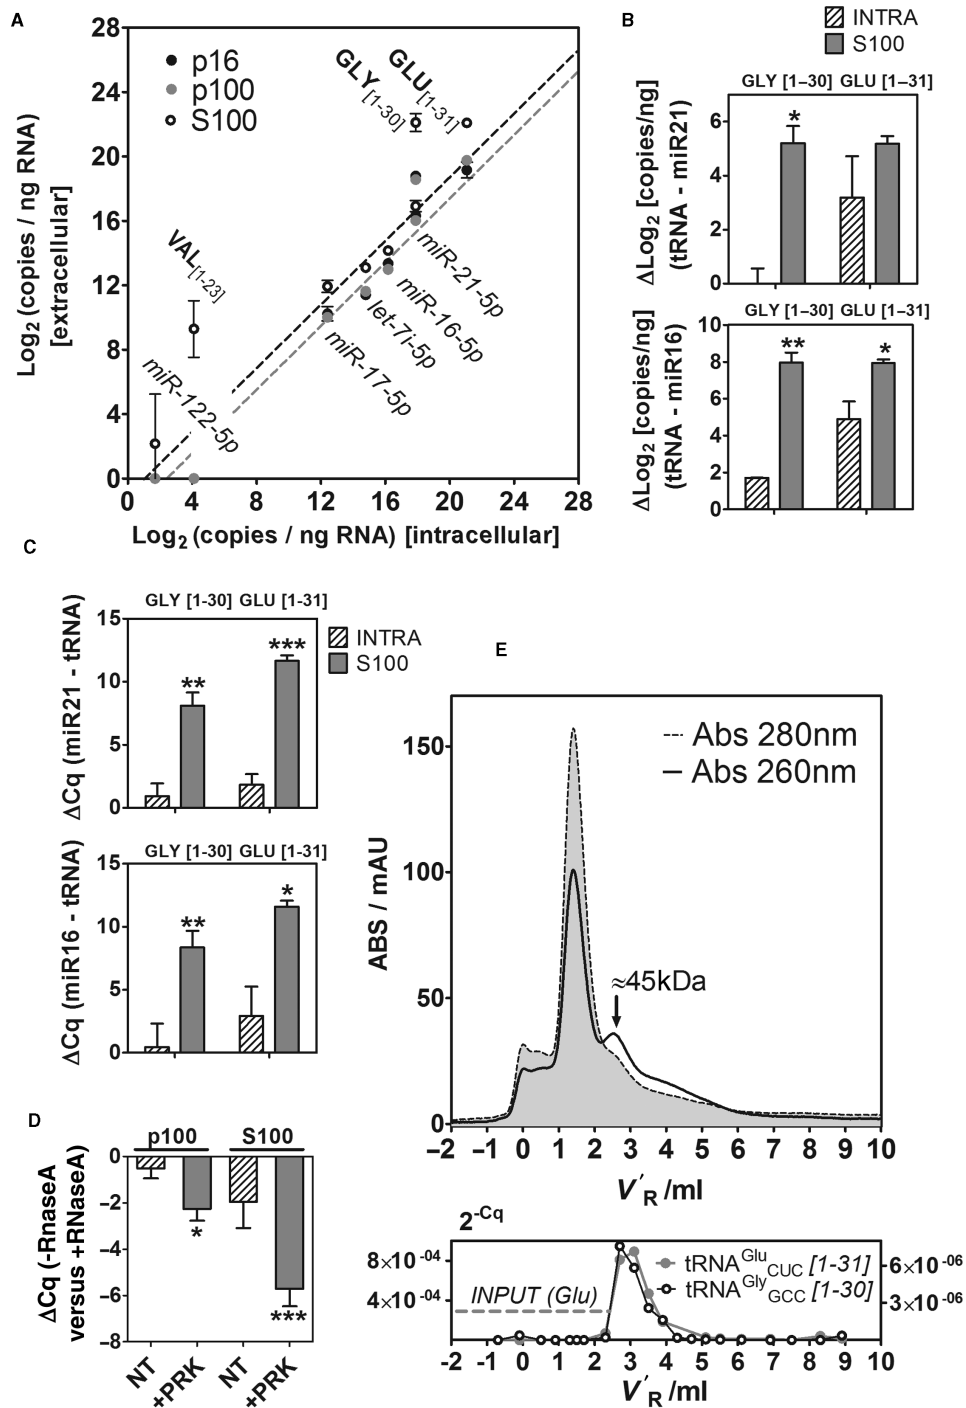 A
28
24
20
16
12
8
4
0
0
4
8
12
16
20
24
28
Log2 (copies / ng RNA)
[extracellular]
Log2 (copies / ng RNA) [intracellular]
p16
p100
S100
GLY[1-30]
GLU[1-31]
VAL[1-23]
miR-122-5p
miR-17-5p
let-7i-5p
miR-16-5p
miR-21-5p
B
INTRA
S100
GLY [1–30] GLU [1–31]
ΔLog2 [copies/ng]
(tRNA - miR21)
6
4
2
0
*
GLY [1–30] GLU [1–31]
ΔLog2 [copies/ng]
(tRNA - miR16)
10
8
6
4
2
0
**
*
C
GLY [1-30] GLU [1-31]
ΔCq (miR21 - tRNA)
15
10
5
0
**
***
INTRA
S100
GLY [1-30] GLU [1-31]
ΔCq (miR16 - tRNA)
15
10
5
0
**
*
D
p100 S100
ΔCq (-RnaseA
versus +RNaseA)
0
−2
−4
−6
−8
*
***
NT
+PRK
NT
+PRK
E
Abs 280nm
Abs 260nm
ABS / mAU
150
100
50
0
≈45kDa
−2 −1 0 1 2 3 4 5 6 7 8 9 10
V′R /ml
2-Cq
8×10-04
4×10-04
INPUT (Glu)
tRNAGluCUC [1-31]
tRNAGlyGCC [1-30]
6×10-06
3×10-06
-2 -1 0 1 2 3 4 5 6 7 8 9 10
V′R /ml